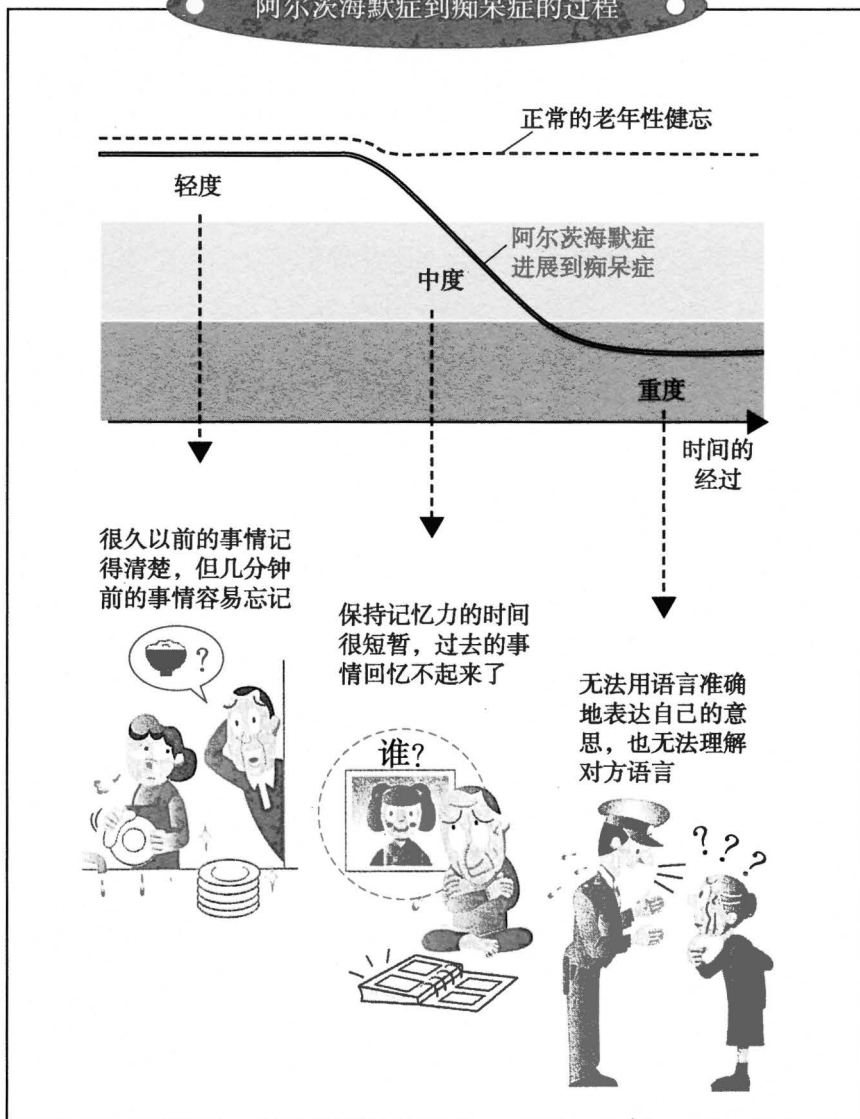 阿尔茨海默症到痴呆症的过程
正常的老年性健忘
轻度
阿尔茨海默症
进展到痴呆症
中度
重度
时间的
经过
很久以前的事情记
得清楚，但几分钟
前的事情容易忘记
?
保持记忆力的时间
很短暂，过去的事
情回忆不起来了
谁?
无法用语言准确
地表达自己的意
思，也无法理解
对方语言
? ? ?